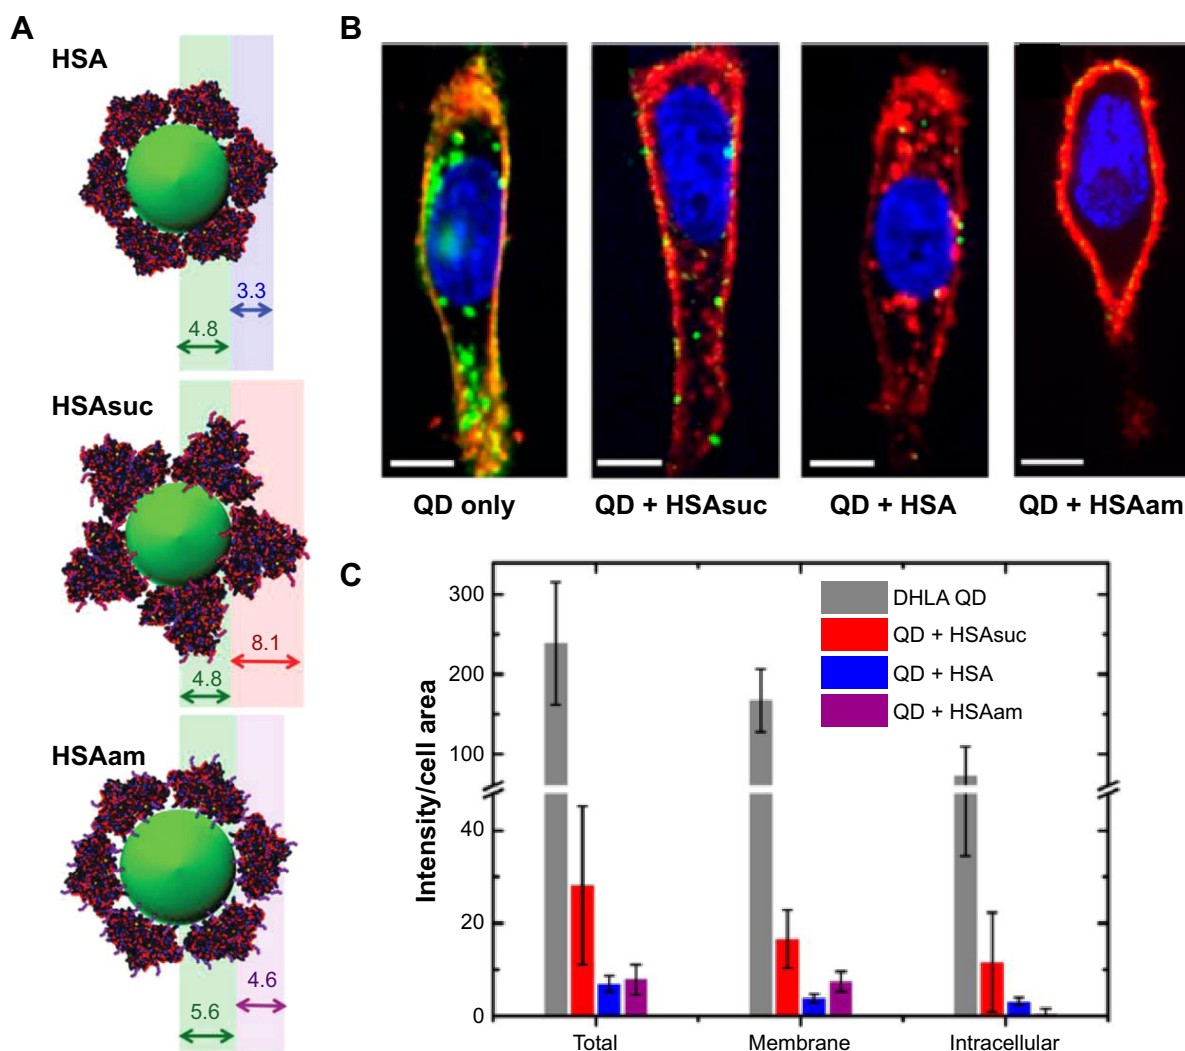 A
HSA
3.3
4.8
HSAsuc
8.1
4.8
HSAam
4.6
5.6
B
QD only
QD + HSAsuc
QD + HSA
QD + HSAam
C
Intensity/cell area
300
200
100
40
20
0
DHLA QD
QD + HSAsuc
QD + HSA
QD + HSAam
Total
Membrane
Intracellular